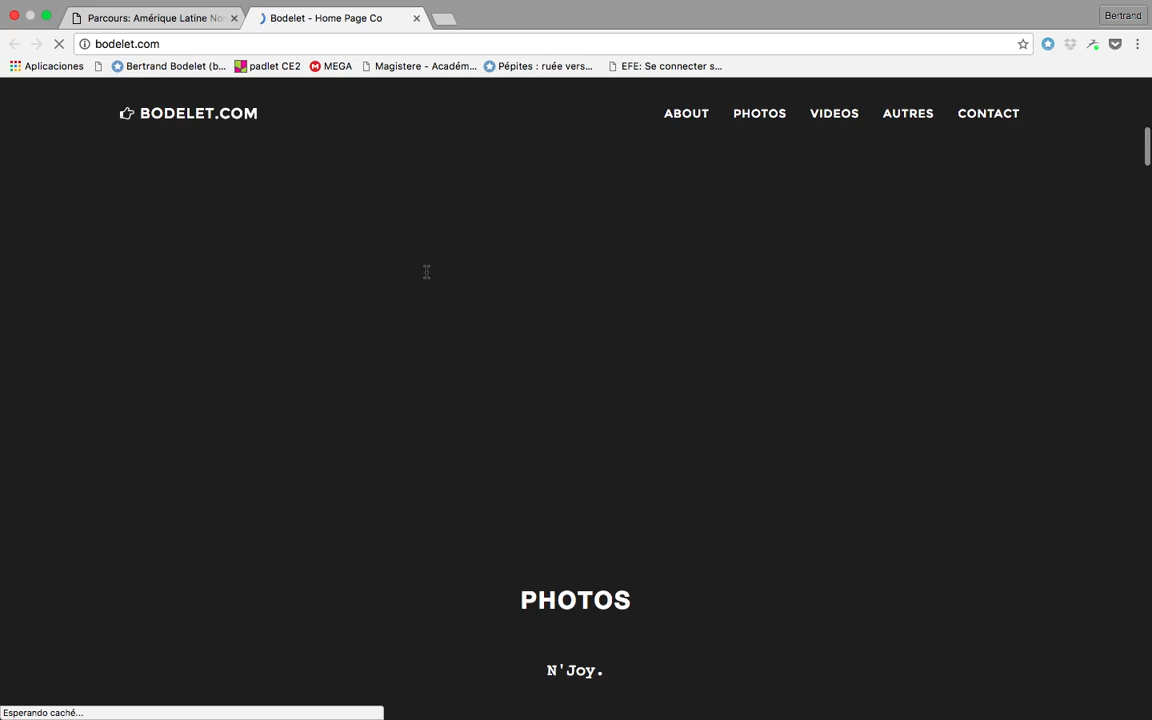 Parcours: Amérique Latine No
Bodelet - Home Page Co
Bertrand
bodelet.com
Aplicaciones
Bertrand Bodelet (b...
padlet CE2
MEGA
Magistere - Académ...
Pépites : ruée vers...
EFE: Se connecter s...
BODELET.COM
ABOUT
PHOTOS
VIDEOS
AUTRES
CONTACT
PHOTOS
N'Joy.
Esperando caché...